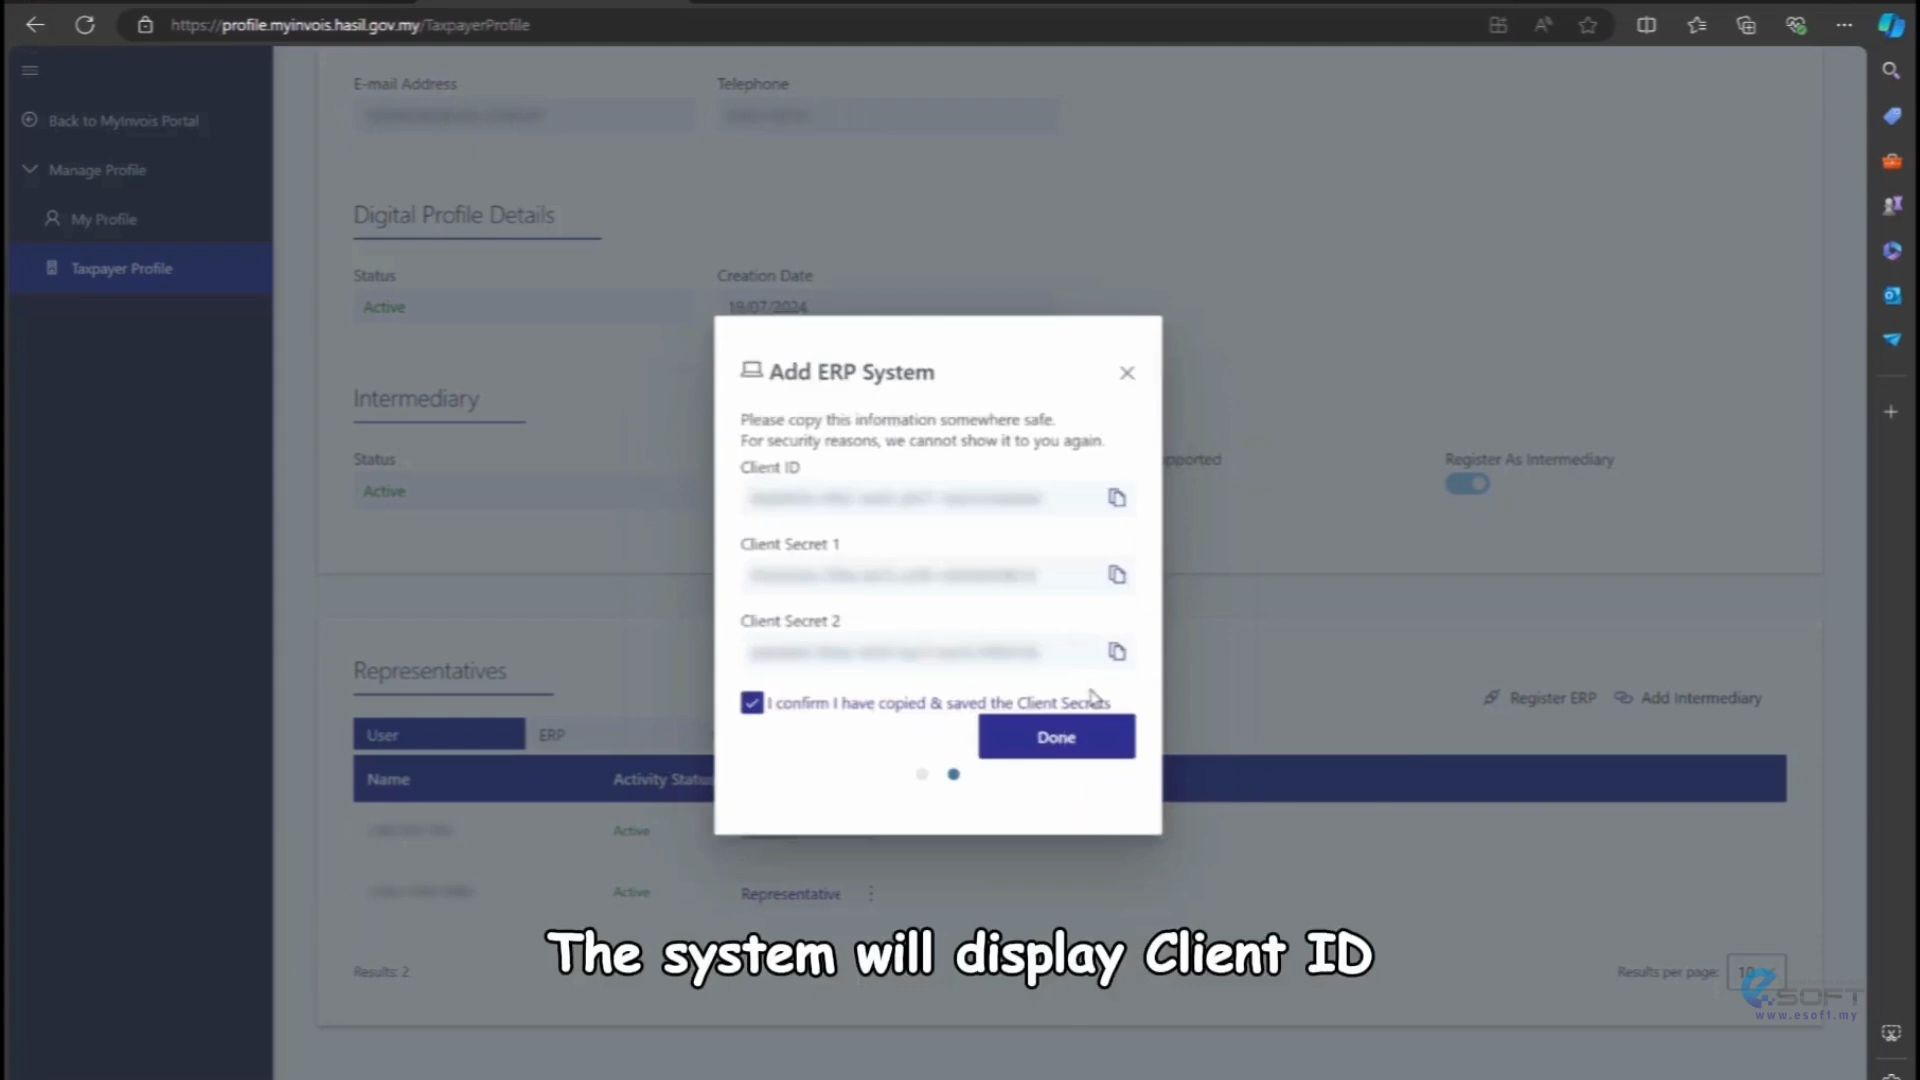 https://profile.myinvois.hasil.gov.my/TaxpayerProfile
Back to MyInvois Portal
Manage Profile
My Profile
Taxpayer Profile
E-mail Address
Telephone
Digital Profile Details
Status
Creation Date
Active
19/07/2024
Intermediary
Status
Active
pported
Register As Intermediary
Add ERP System
Please copy this information somewhere safe.
For security reasons, we cannot show it to you again.
Client ID
Client Secret 1
Client Secret 2
I confirm I have copied & saved the Client Secrets
Done
Representatives
Register ERP
Add Intermediary
User
ERP
Name
Activity Status
Active
Active
Representative
The system will display Client ID
Results: 2
Results per page:
10
eSOFT
www.esoft.my